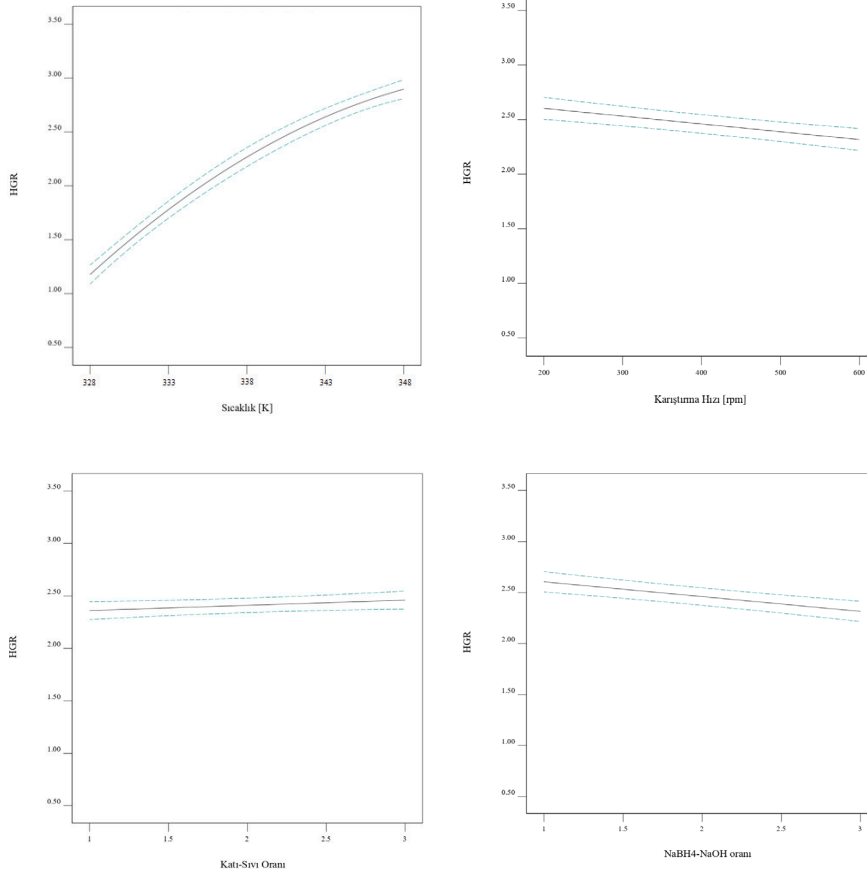 3.50
3.00
2.50
2.00
1.50
1.00
0.50
HGR
328 333 338 343 348
Sıcaklık [K]
3.50
3.00
2.50
2.00
1.50
1.00
0.50
HGR
200 300 400 500 600
Karıştırma Hızı [rpm]
3.50
3.00
2.50
2.00
1.50
1.00
0.50
HGR
1 1.5 2 2.5 3
Katı-Sıvı Oranı
3.50
3.00
2.50
2.00
1.50
1.00
0.50
HGR
1 1.5 2 2.5 3
NaBH4-NaOH oranı